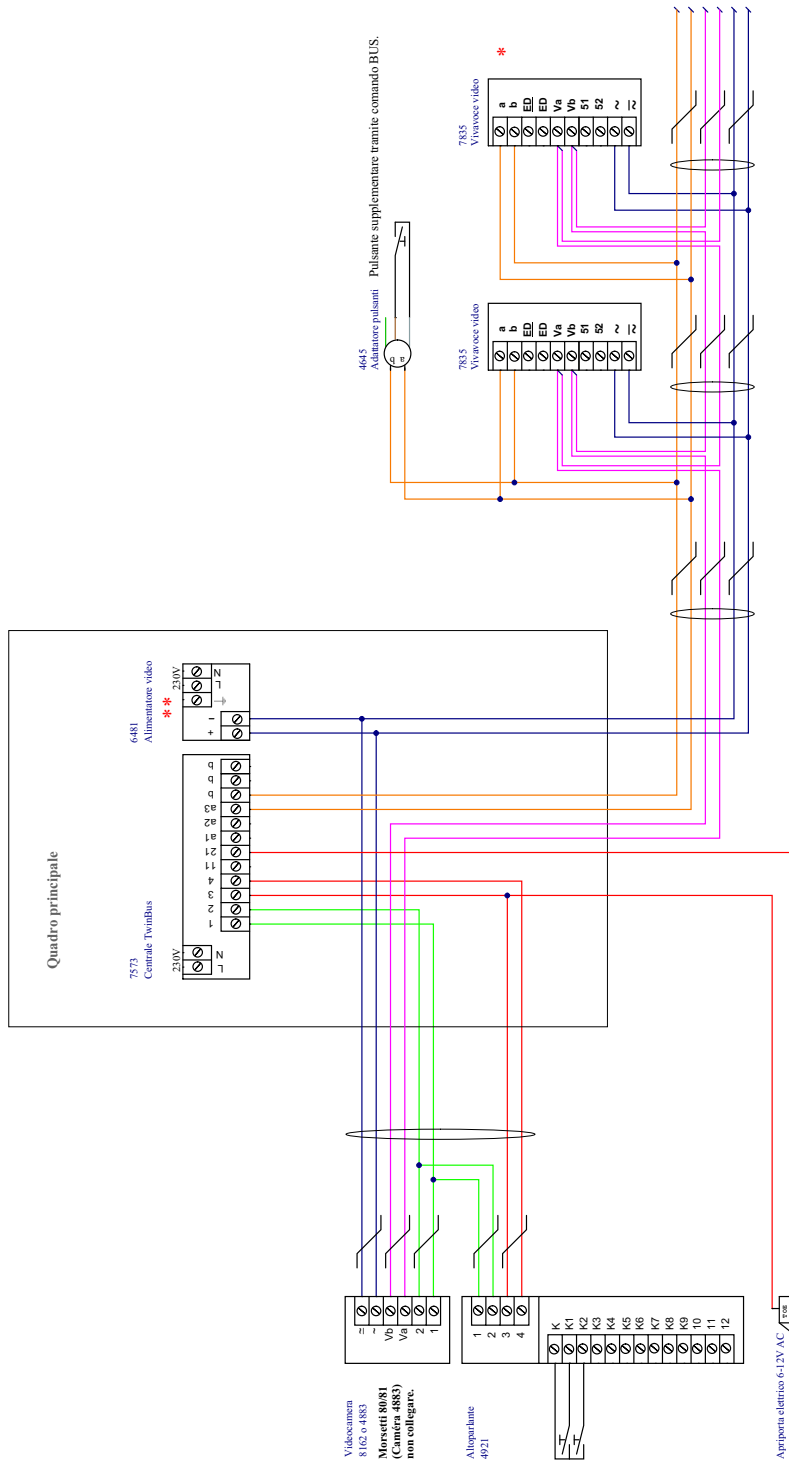 Quadro principale
7573
Centrale TwinBus
230V
L
N
1
2
3
4
11
21
a1
a2
a3
b
b
b
6481
Alimentatore video
**
230V
+
–
L
N
4645
Adattatore pulsanti
Pulsante supplementare tramite comando BUS.
a b
7835
Vivavoce video
a
b
ED
ED
Va
Vb
51
52
~
|~
7835
Vivavoce video
*
a
b
ED
ED
Va
Vb
51
52
~
|~
Videocamera
8162 o 4883
Morsetti 80/81
(Caméra 4883)
non collegare.
~|
~
Vb
Va
2
1
Altoparlante
4921
1
2
3
4
K
K1
K2
K3
K4
K5
K6
K7
K8
K9
10
11
12
Apriporta elettrico 6-12V AC
TOE